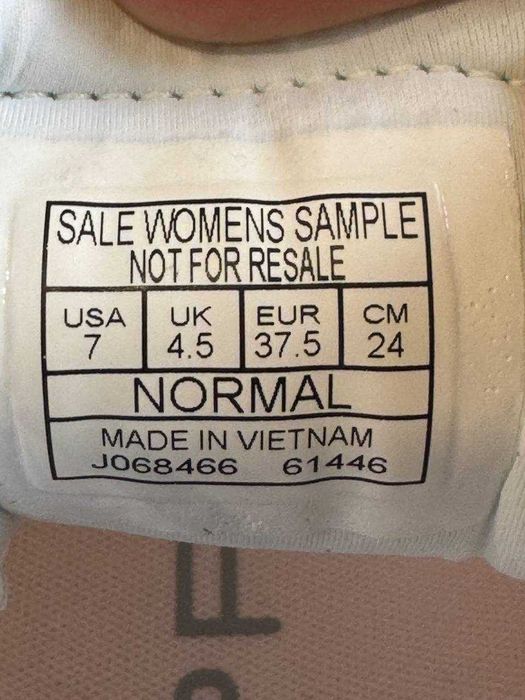 SALE WOMENS SAMPLE
NOT FOR RESALE
USA UK EUR CM
7 4.5 37.5 24
NORMAL
MADE IN VIETNAM
J068466 61446